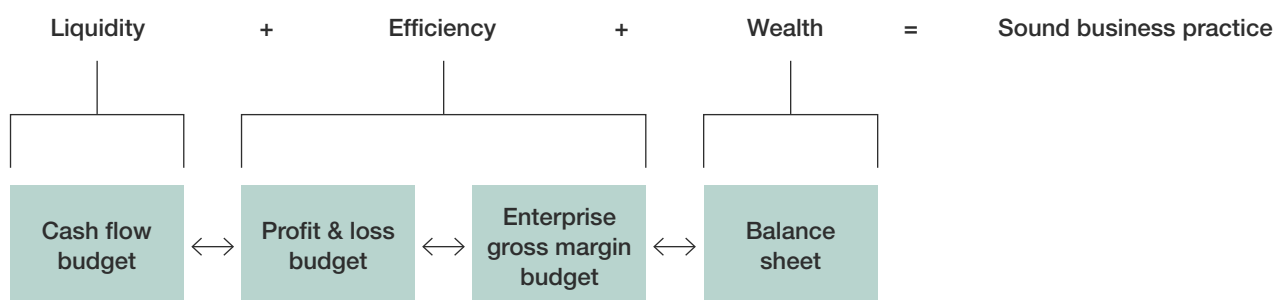 Liquidity + Efficiency + Wealth = Sound business practice
Cash flow
budget
Profit & loss
budget
Enterprise
gross margin
budget
Balance
sheet